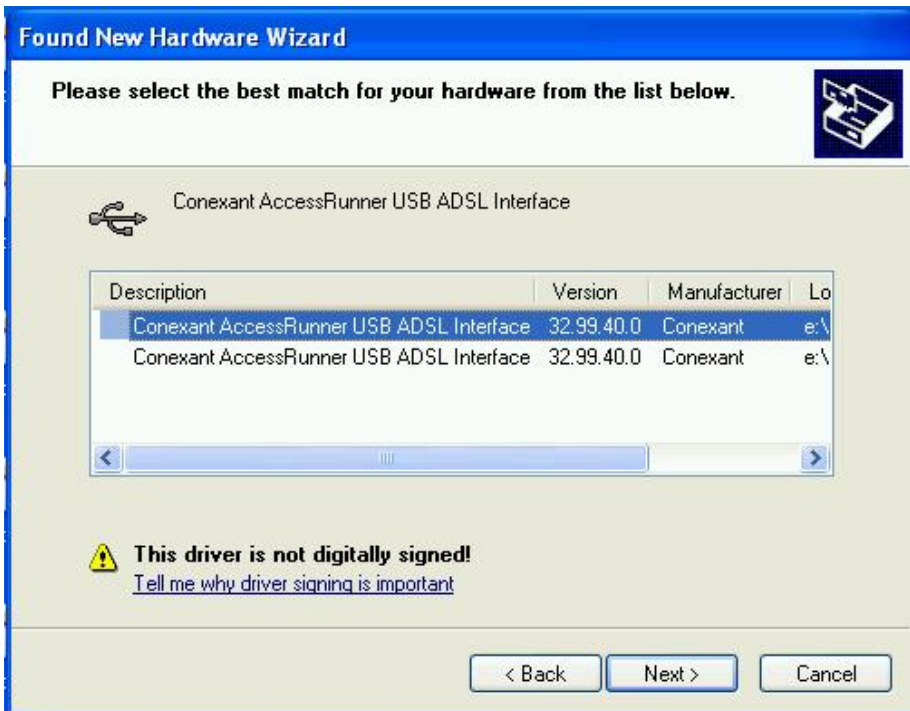 Found New Hardware Wizard
Please select the best match for your hardware from the list below.
Conexant AccessRunner USB ADSL Interface
Description Version Manufacturer Lo
Conexant AccessRunner USB ADSL Interface 32.99.40.0 Conexant e:\
Conexant AccessRunner USB ADSL Interface 32.99.40.0 Conexant e:\
This driver is not digitally signed!
Tell me why driver signing is important
< Back Next > Cancel